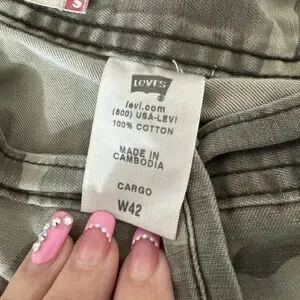 S
Levi's
levi.com
(800) USA-LEVI
100% COTTON
MADE IN
CAMBODIA
CARGO
W42